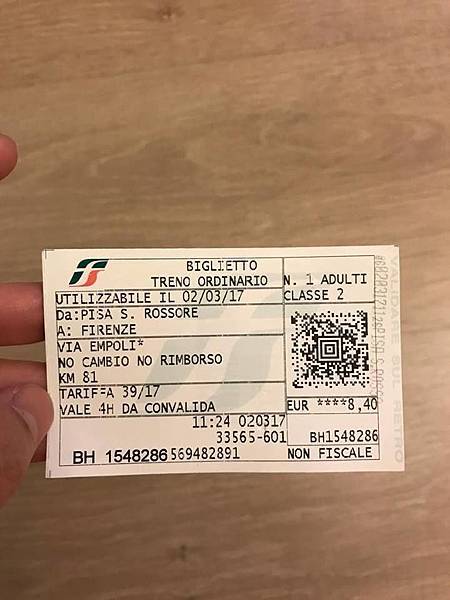 BIGLIETTO
TRENO ORDINARIO
N. 1 ADULTI
UTILIZZABILE IL 02/03/17
CLASSE 2
Da:PISA S. ROSSORE
A: FIRENZE
VIA EMPOLI*
NO CAMBIO NO RIMBORSO
KM 81
TARIFFA 39/17
VALE 4H DA CONVALIDA
EUR ****8,40
11:24 020317
33565-601
BH1548286
BH 1548286 569482891
NON FISCALE
VALIDARE SUL RETRO